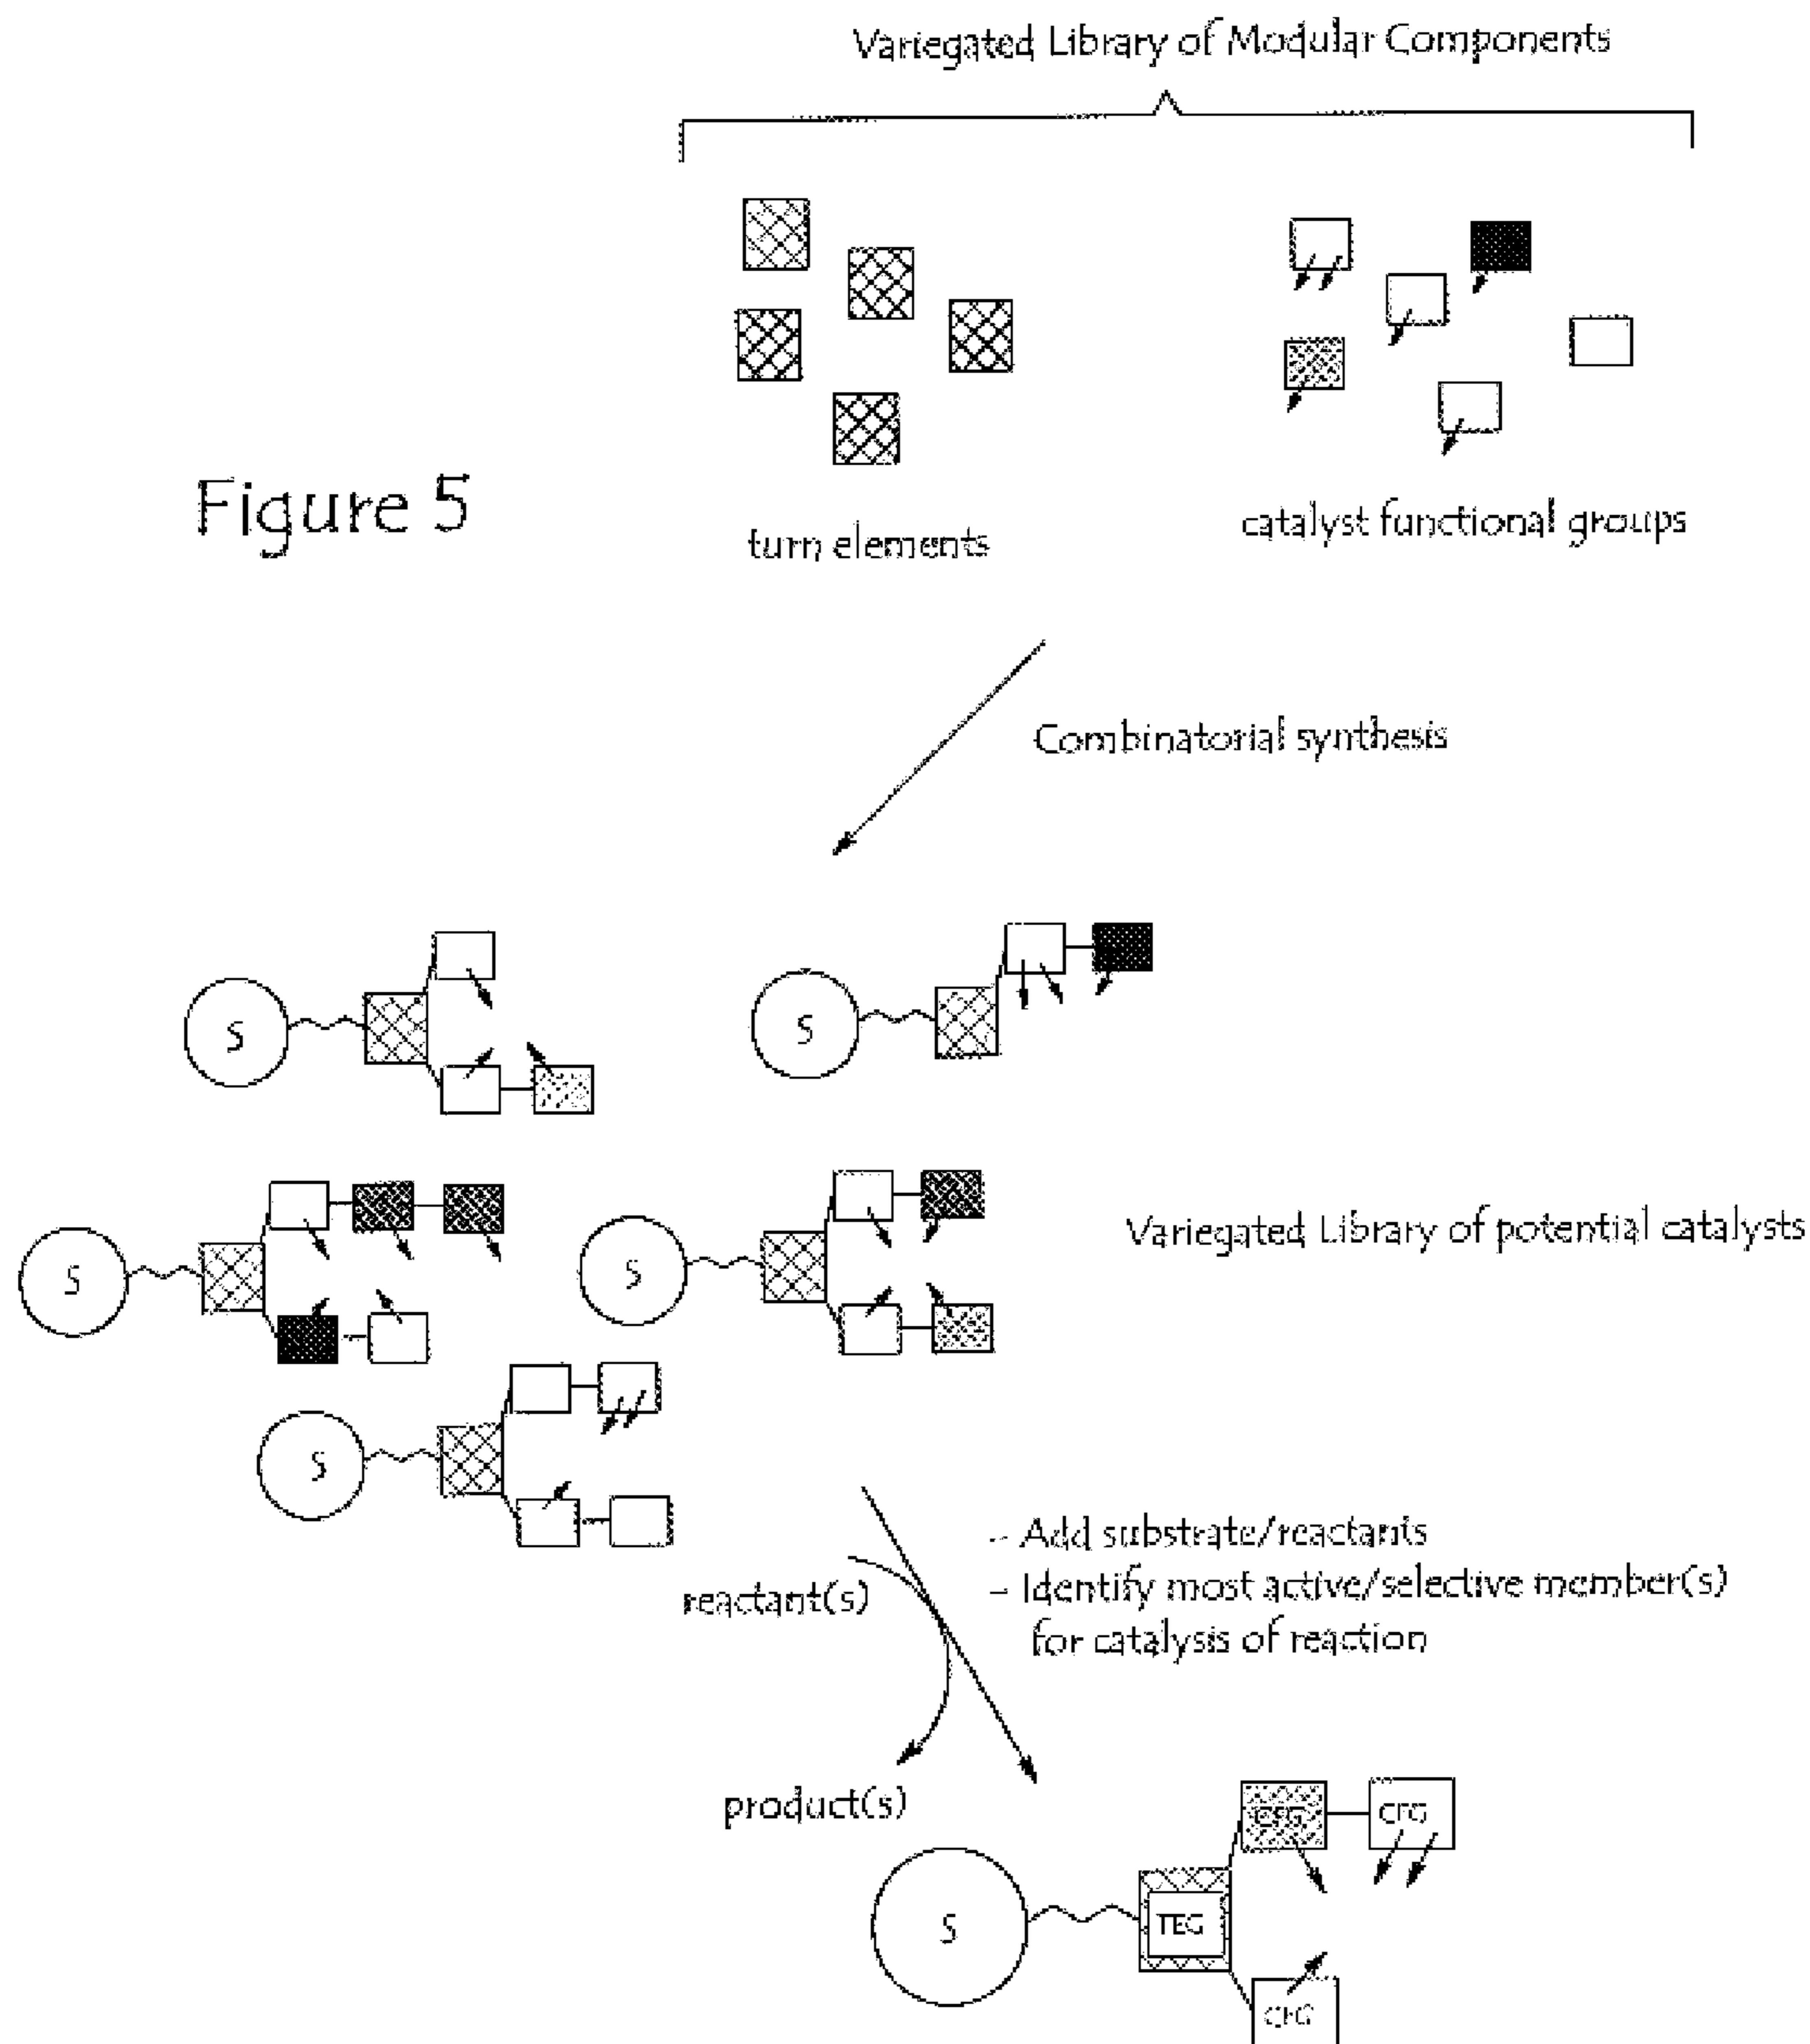 Variegated Library of Modular Components
Figure 5
turn elements
catalyst functional groups
Combinatorial synthesis
S
S
S
S
Variegated Library of potential catalysts
S
- Add substrate/reactants
- Identify most active/selective member(s)
for catalysis of reaction
reactant(s)
product(s)
CFG
CFG
S
TEG
CFG